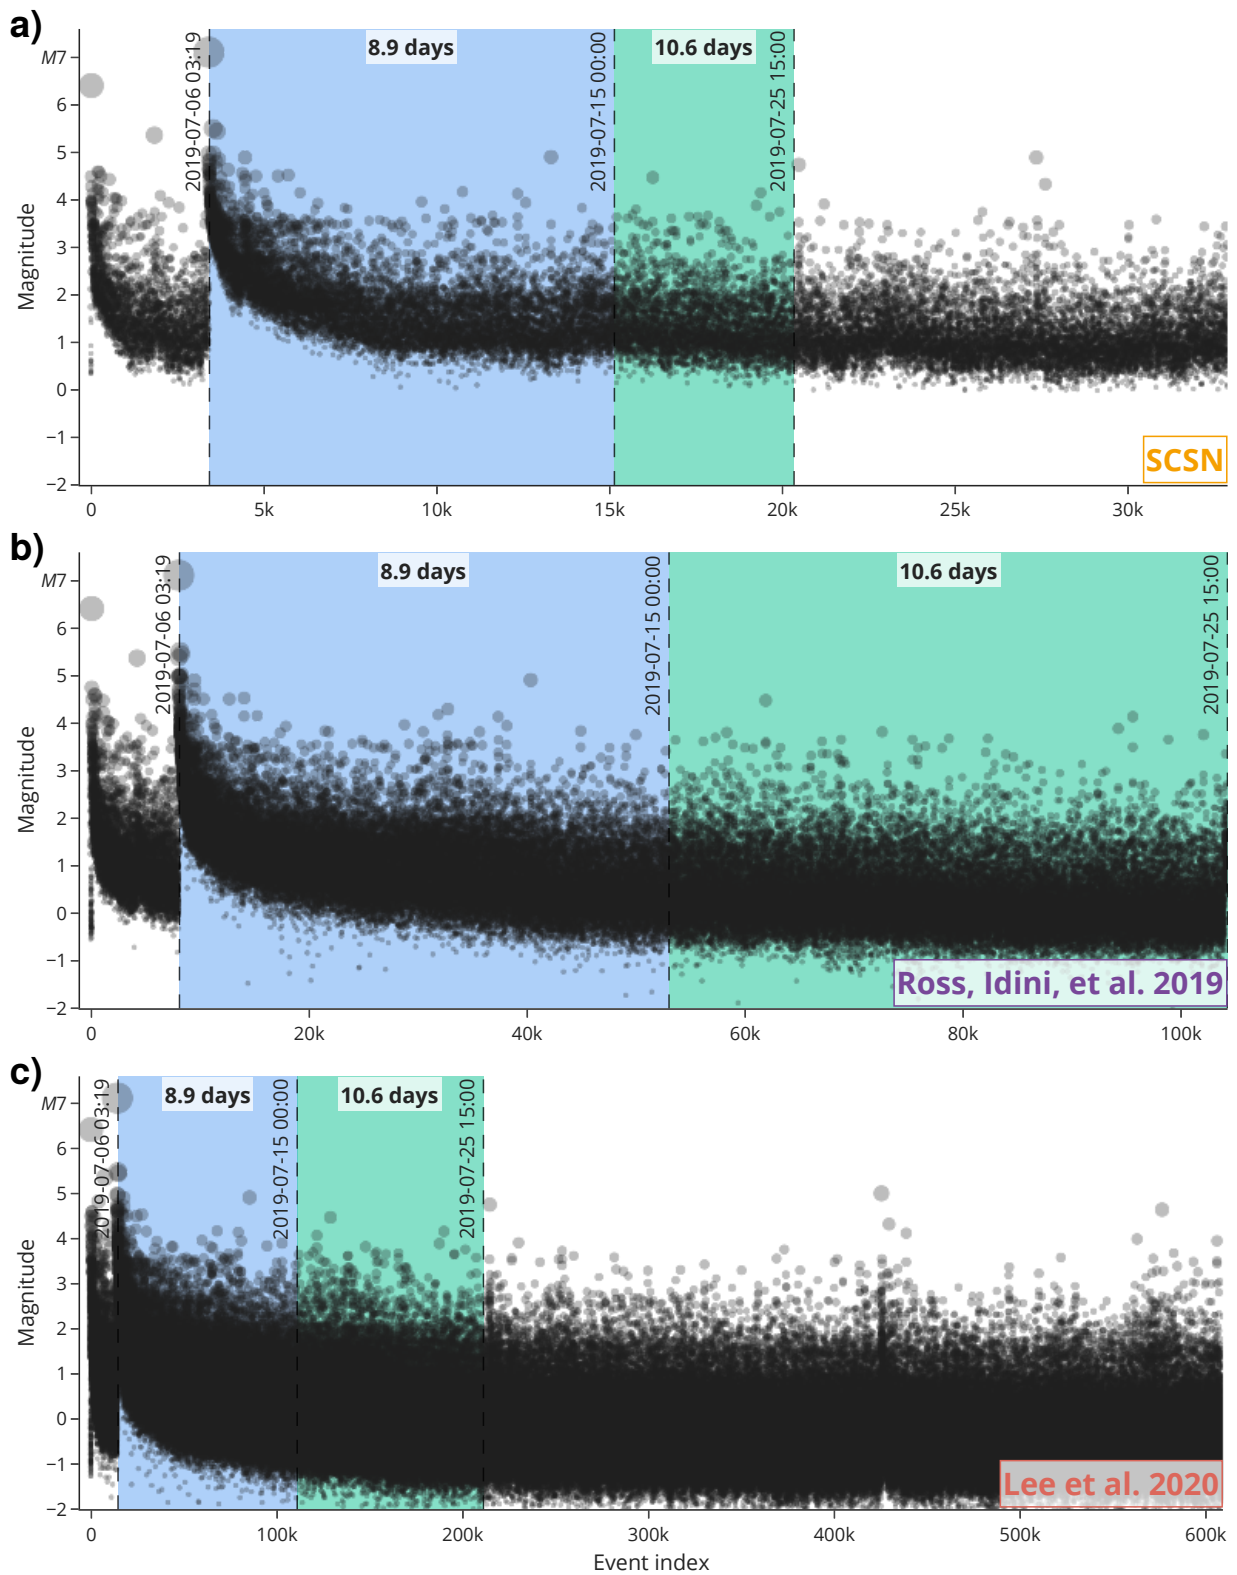 a)
8.9 days
10.6 days
2019-07-06 03:19
2019-07-15 00:00
2019-07-25 15:00
M7
6
5
4
3
2
1
0
−1
−2
Magnitude
SCSN
0
5k
10k
15k
20k
25k
30k
b)
8.9 days
10.6 days
2019-07-06 03:19
2019-07-15 00:00
2019-07-25 15:00
M7
6
5
4
3
2
1
0
−1
−2
Magnitude
Ross, Idini, et al. 2019
0
20k
40k
60k
80k
100k
c)
8.9 days
10.6 days
2019-07-06 03:19
2019-07-15 00:00
2019-07-25 15:00
M7
6
5
4
3
2
1
0
−1
−2
Magnitude
Lee et al. 2020
0
100k
200k
300k
400k
500k
600k
Event index